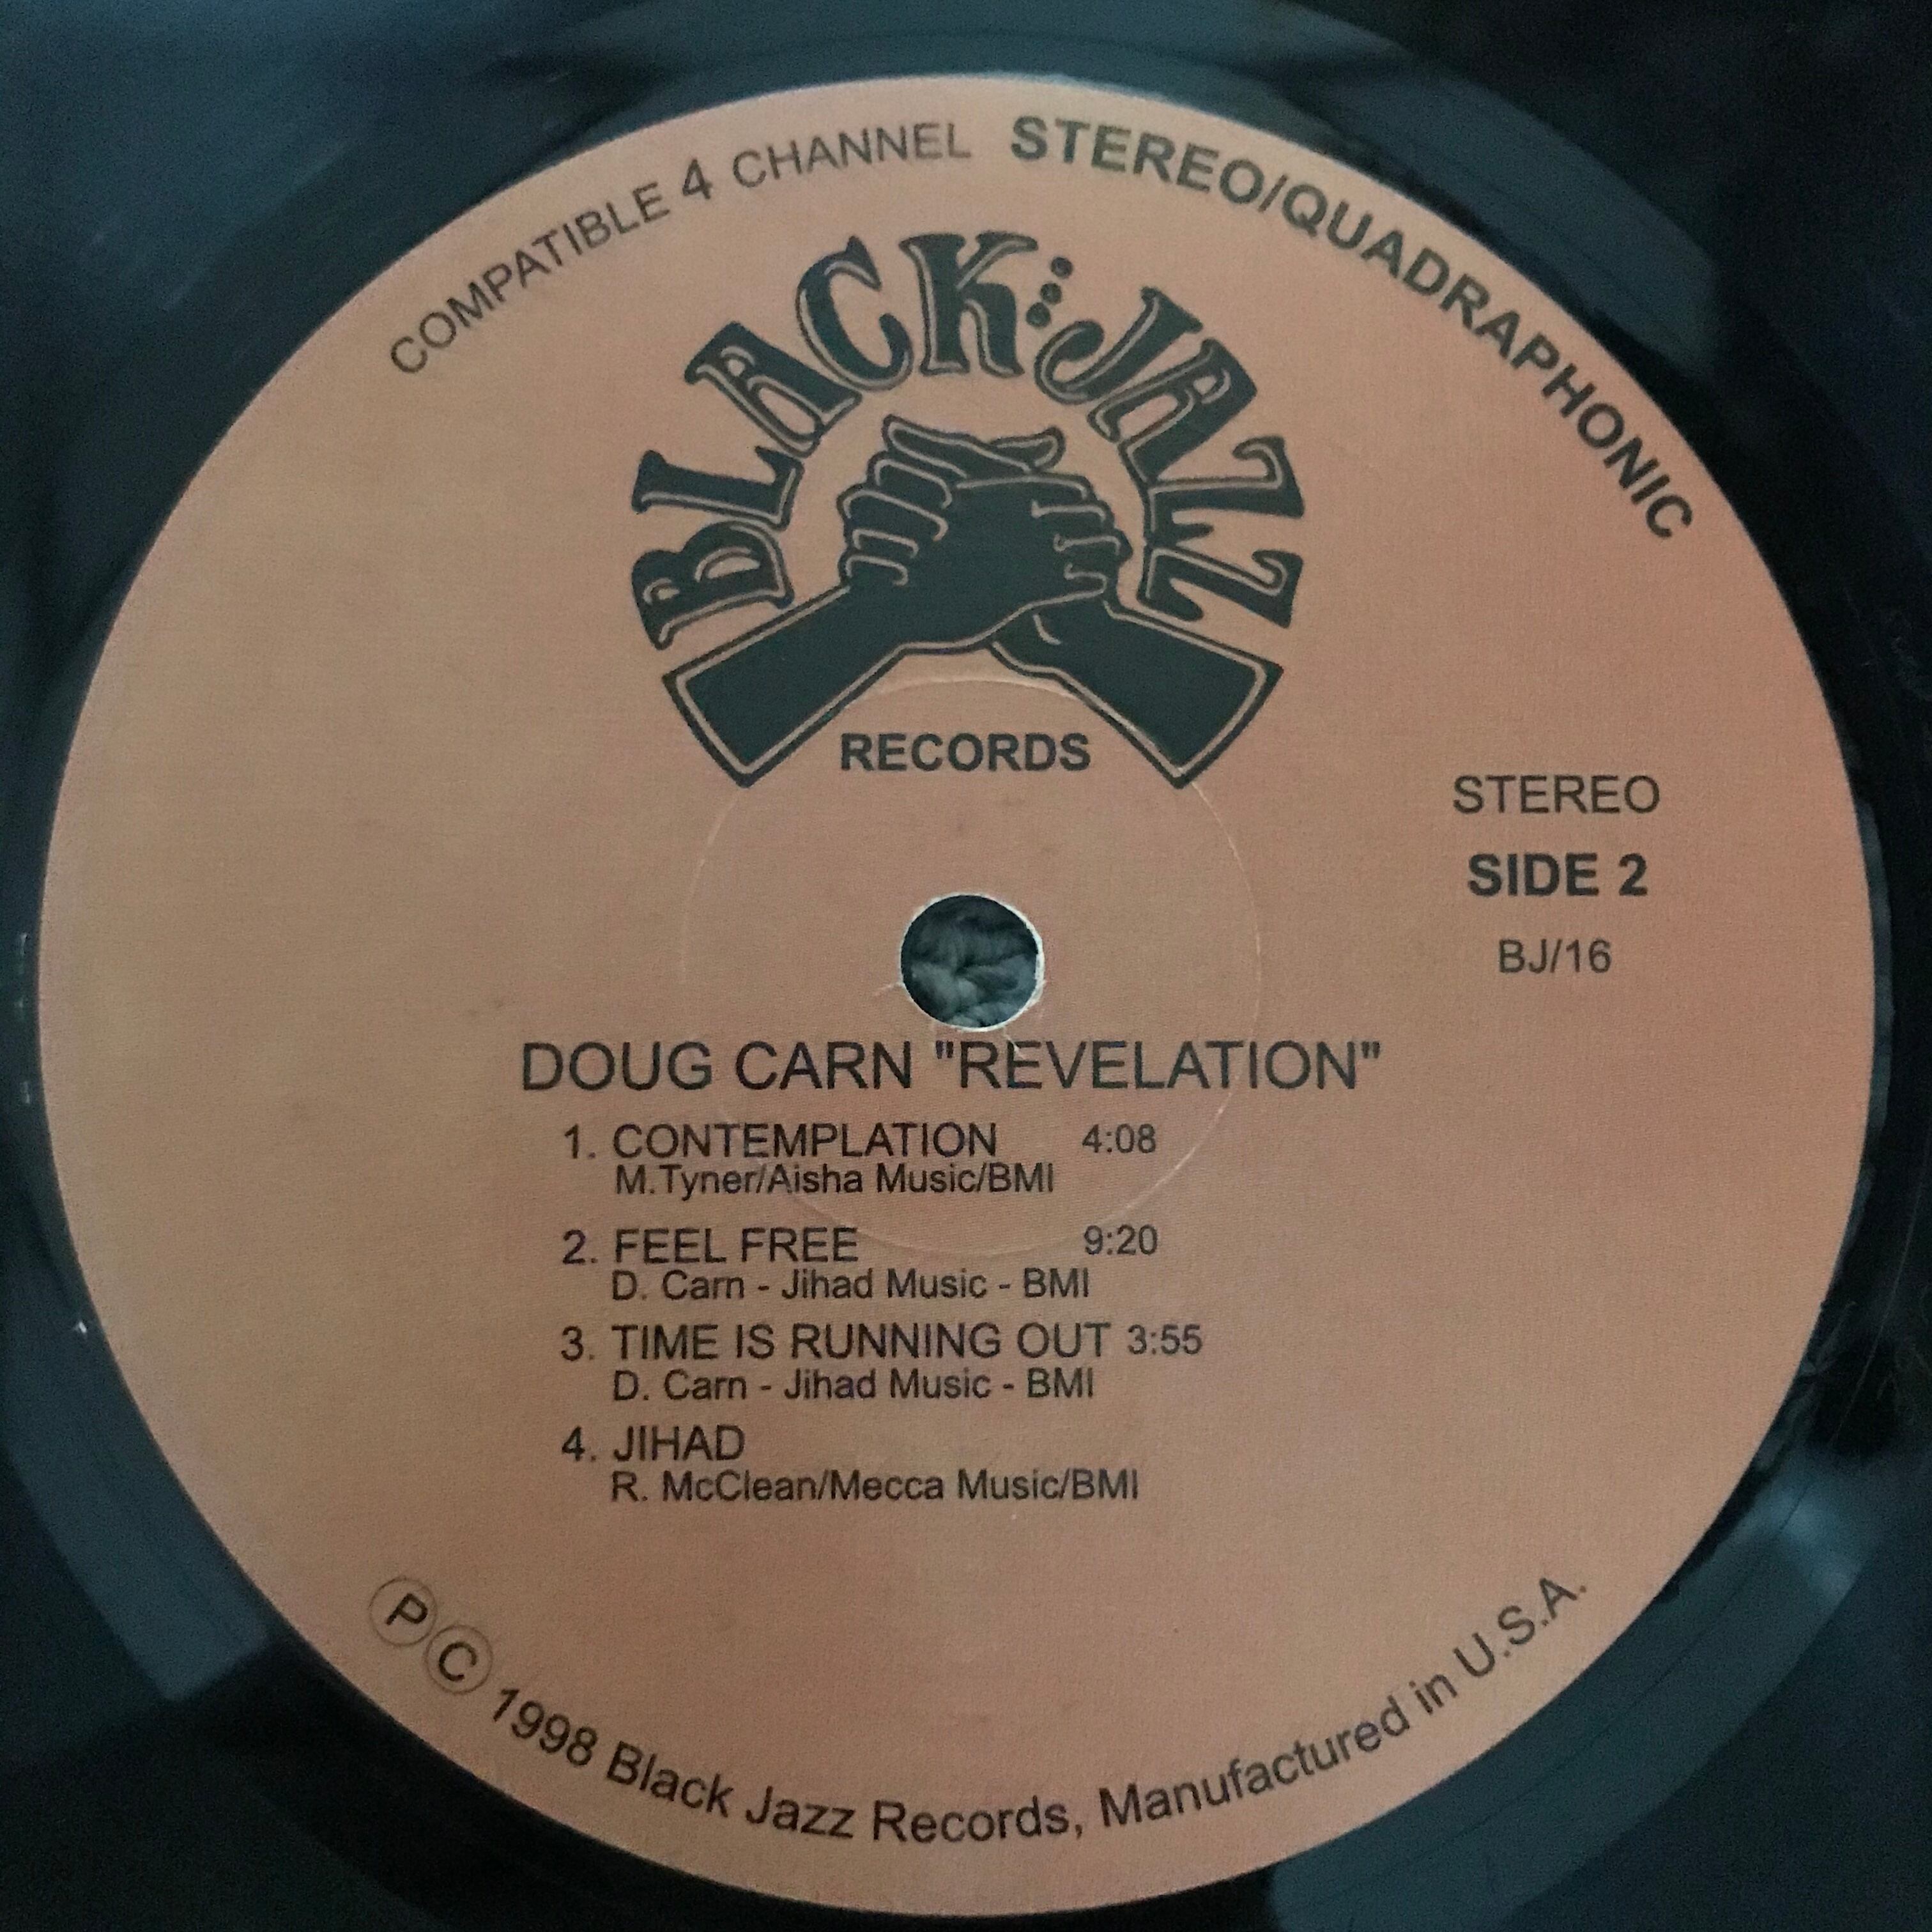 COMPATIBLE 4 CHANNEL STEREO/QUADRAPHONIC
BLACK JAZZ
RECORDS
STEREO
SIDE 2
BJ/16
DOUG CARN "REVELATION"
1. CONTEMPLATION 4:08
M.Tyner/Aisha Music/BMI
2. FEEL FREE 9:20
D. Carn - Jihad Music - BMI
3. TIME IS RUNNING OUT 3:55
D. Carn - Jihad Music - BMI
4. JIHAD
R. McClean/Mecca Music/BMI
Ⓟ Ⓒ 1998 Black Jazz Records, Manufactured in U.S.A.